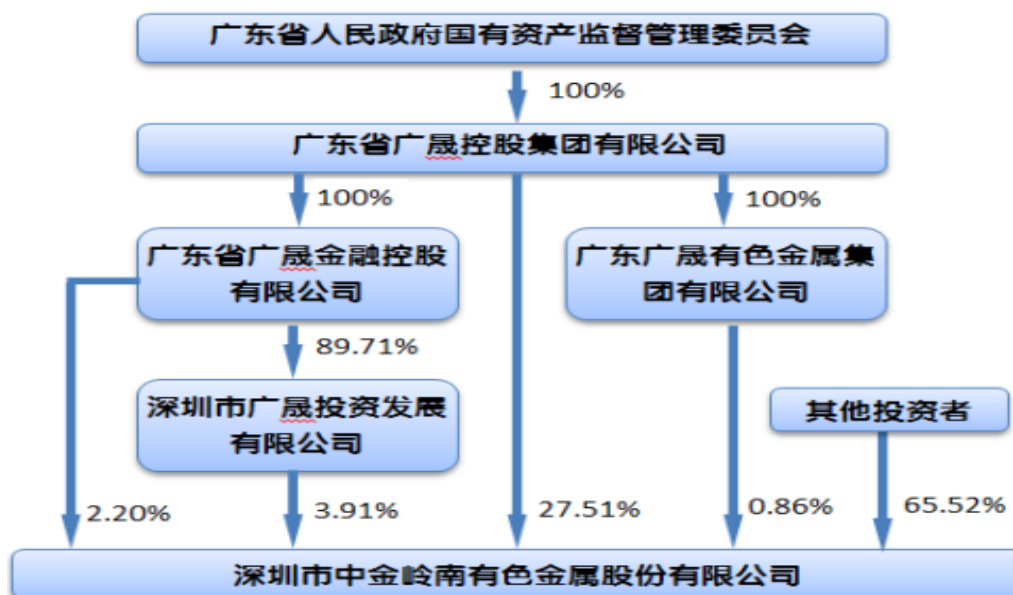 广东省人民政府国有资产监督管理委员会
100%
广东省广晟控股集团有限公司
100%
100%
广东省广晟金融控股
有限公司
广东广晟有色金属集
团有限公司
89.71%
深圳市广晟投资发展
有限公司
其他投资者
2.20%
3.91%
27.51%
0.86%
65.52%
深圳市中金岭南有色金属股份有限公司